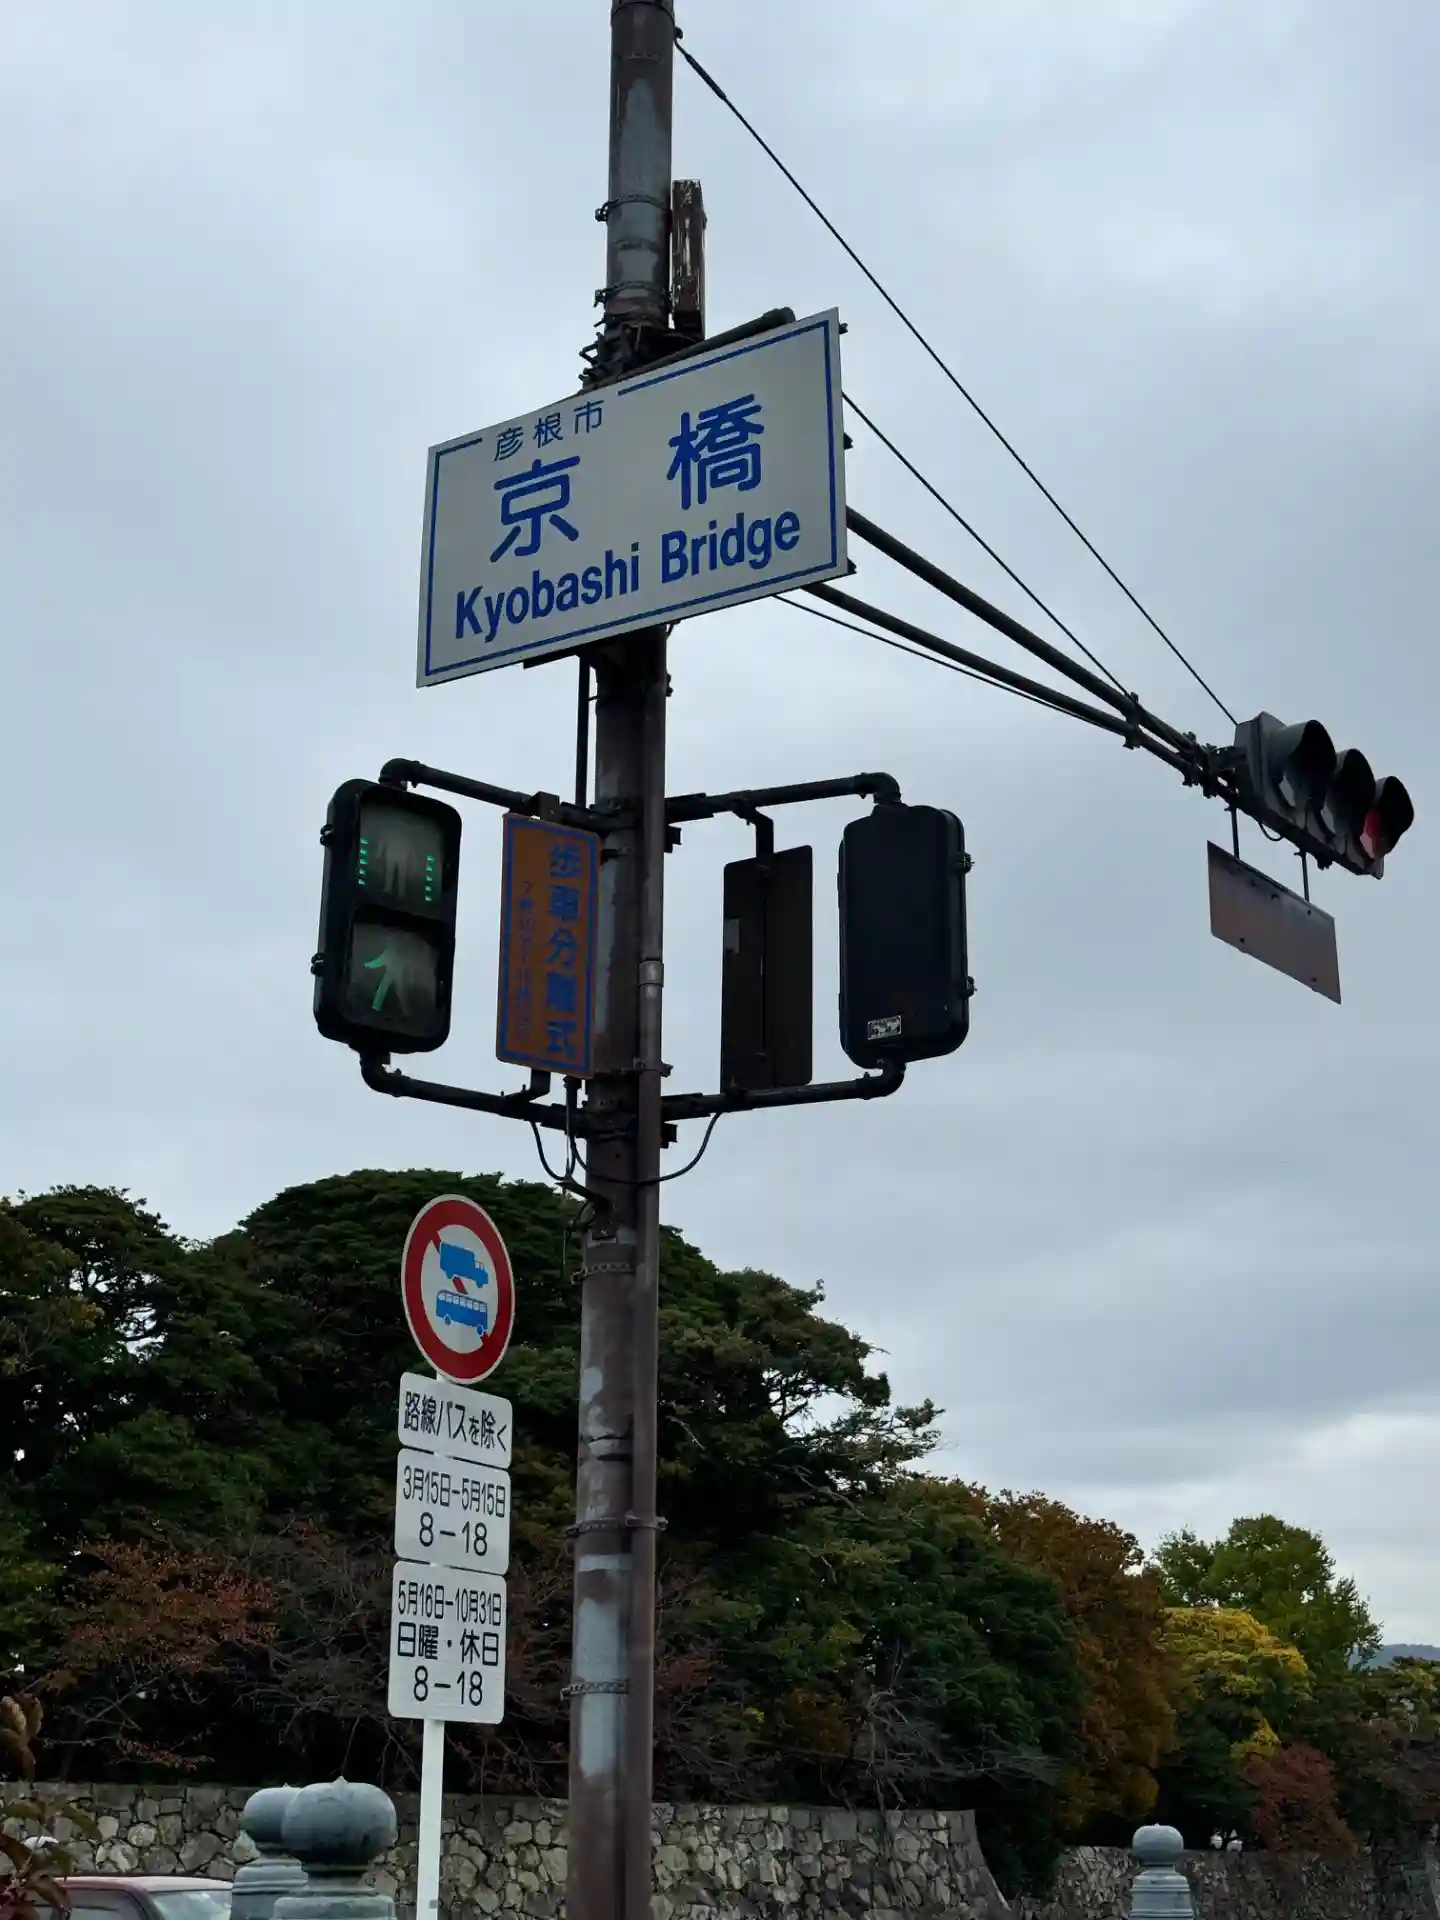 彦根市
京橋
Kyobashi Bridge
歩車分離式
路線バスを除く
3月15日-5月15日
8-18
5月16日-10月31日
日曜・休日
8-18